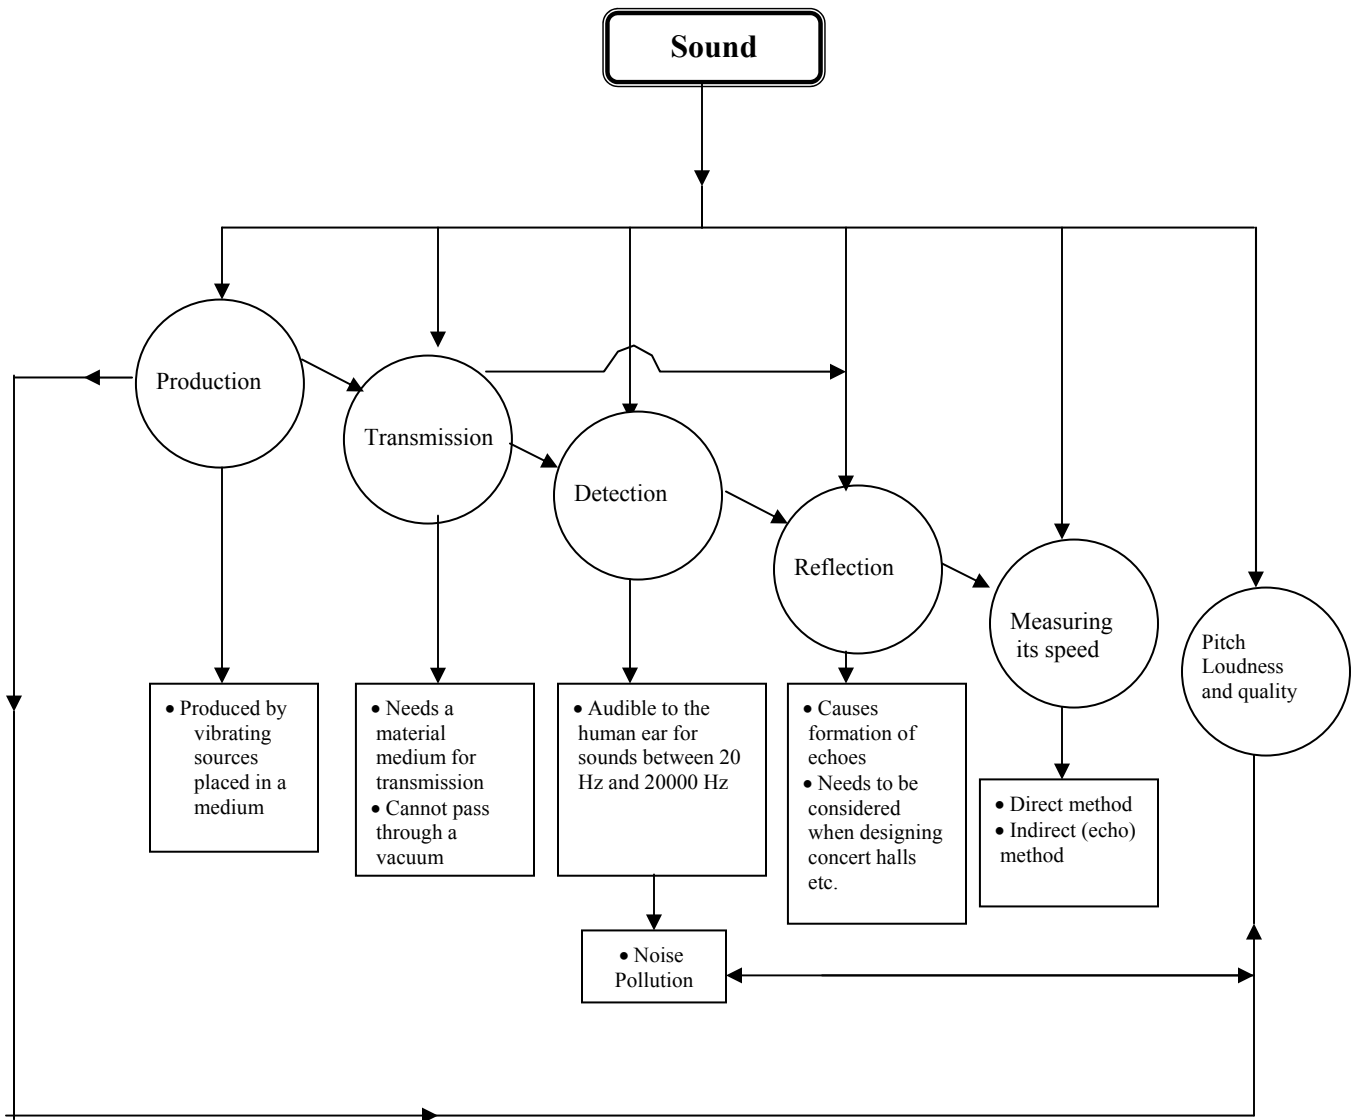 Sound
Production
Transmission
Detection
Reflection
Measuring
its speed
Pitch
Loudness
and quality
• Produced by
vibrating
sources
placed in a
medium
• Needs a
material
medium for
transmission
• Cannot pass
through a
vacuum
• Audible to the
human ear for
sounds between 20
Hz and 20000 Hz
• Causes
formation of
echoes
• Needs to be
considered
when designing
concert halls
etc.
• Direct method
• Indirect (echo)
method
• Noise
Pollution